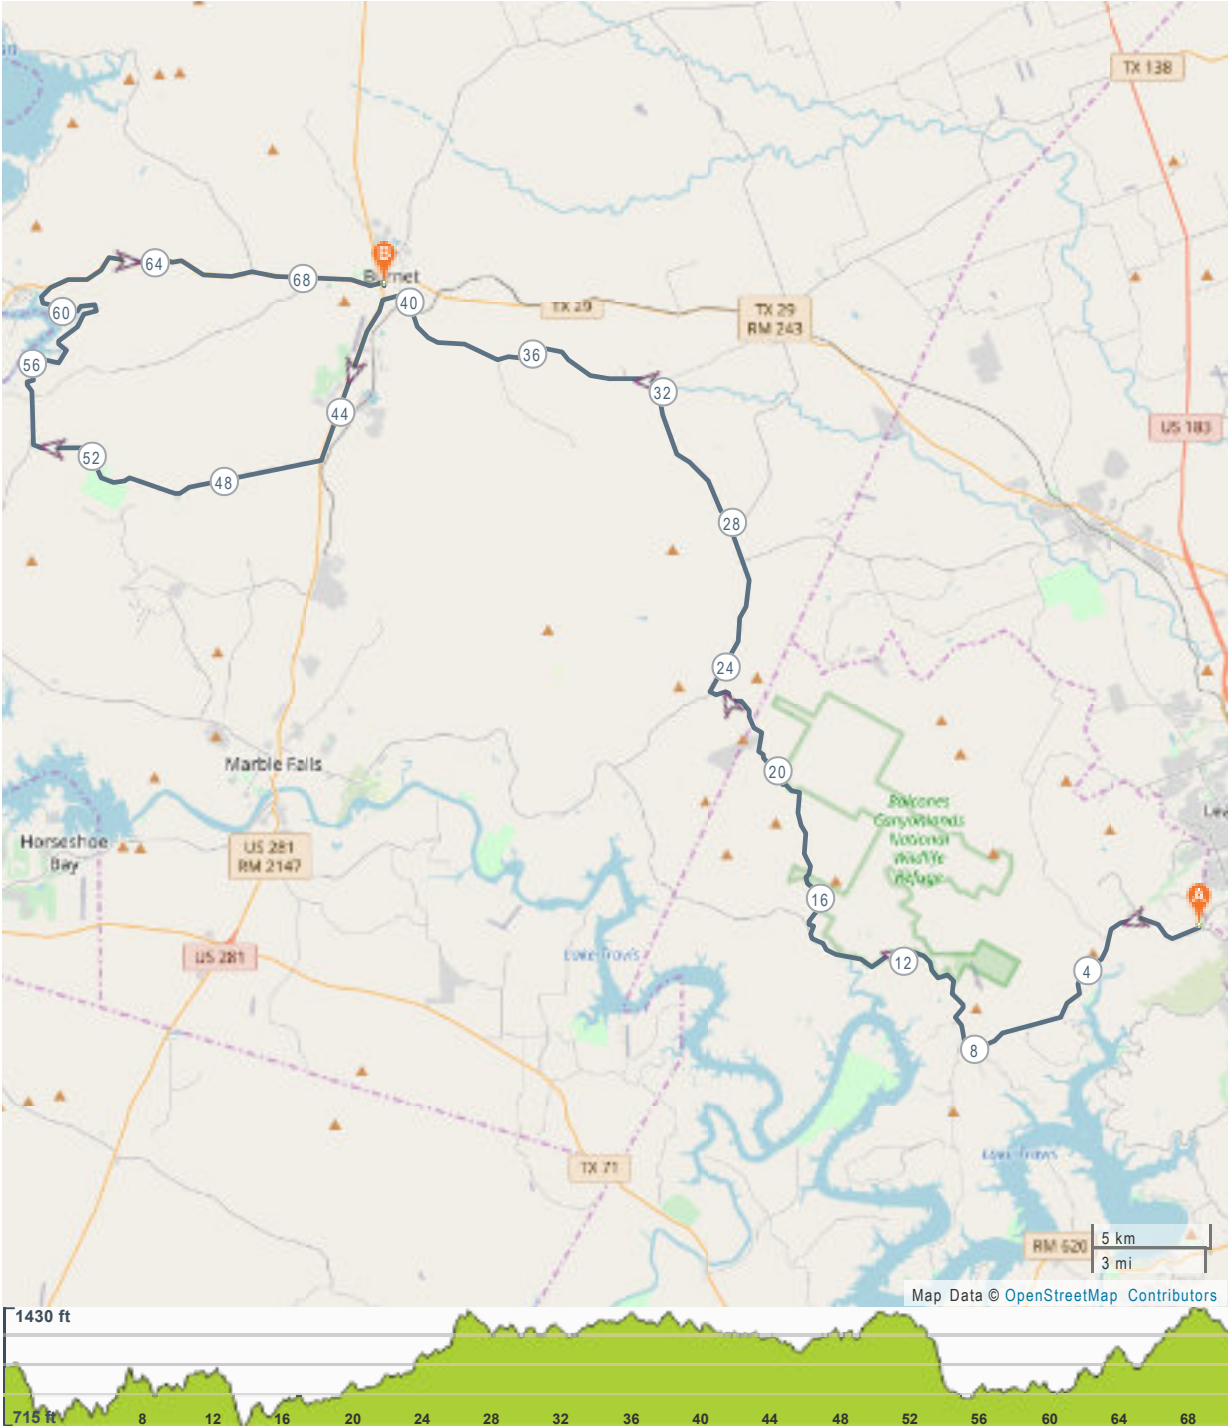 TX 138
64
B
68
Burnet
60
40
TX 29
TX 29
RM 243
56
36
32
44
US 183
52
48
28
24
Marble Falls
20
Balcones
Canyonlands
National
Wildlife
Refuge
Horseshoe
Bay
US 281
RM 2147
A
16
US 281
Lake Travis
12
4
8
Lake Travis
TX 71
RM 620
5 km
3 mi
Map Data © OpenStreetMap Contributors
1430 ft
715 ft 8 12 16 20 24 28 32 36 40 44 48 52 56 60 64 68